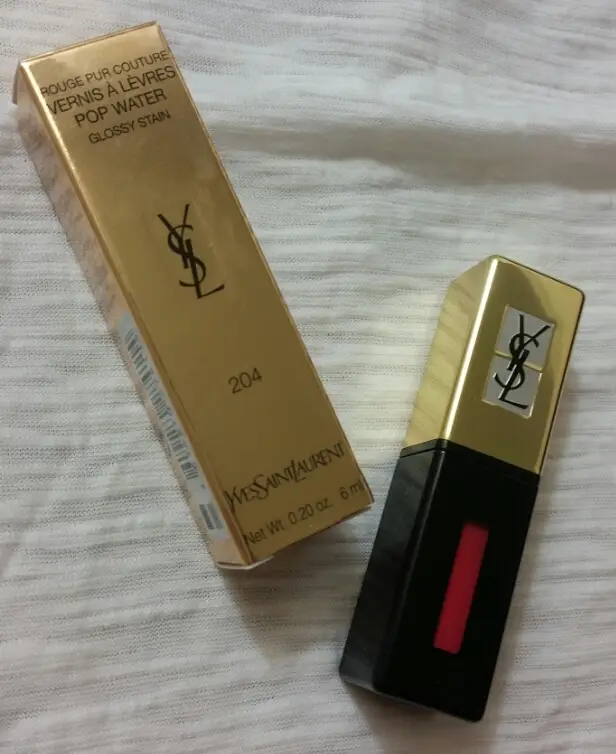 ROUGE PUR COUTURE
VERNIS À LÈVRES
POP WATER
GLOSSY STAIN
YSL
204
YVESSAINTLAURENT
Net Wt. 0.20 oz. 6 ml
YSL